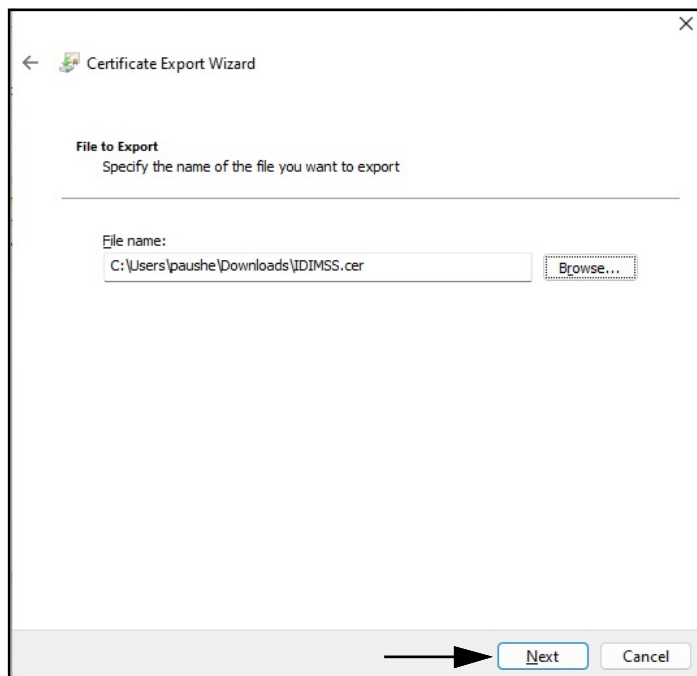 Certificate Export Wizard
File to Export
Specify the name of the file you want to export
File name:
C:\Users\paushe\Downloads\IDIMSS.cer
Browse...
Next
Cancel